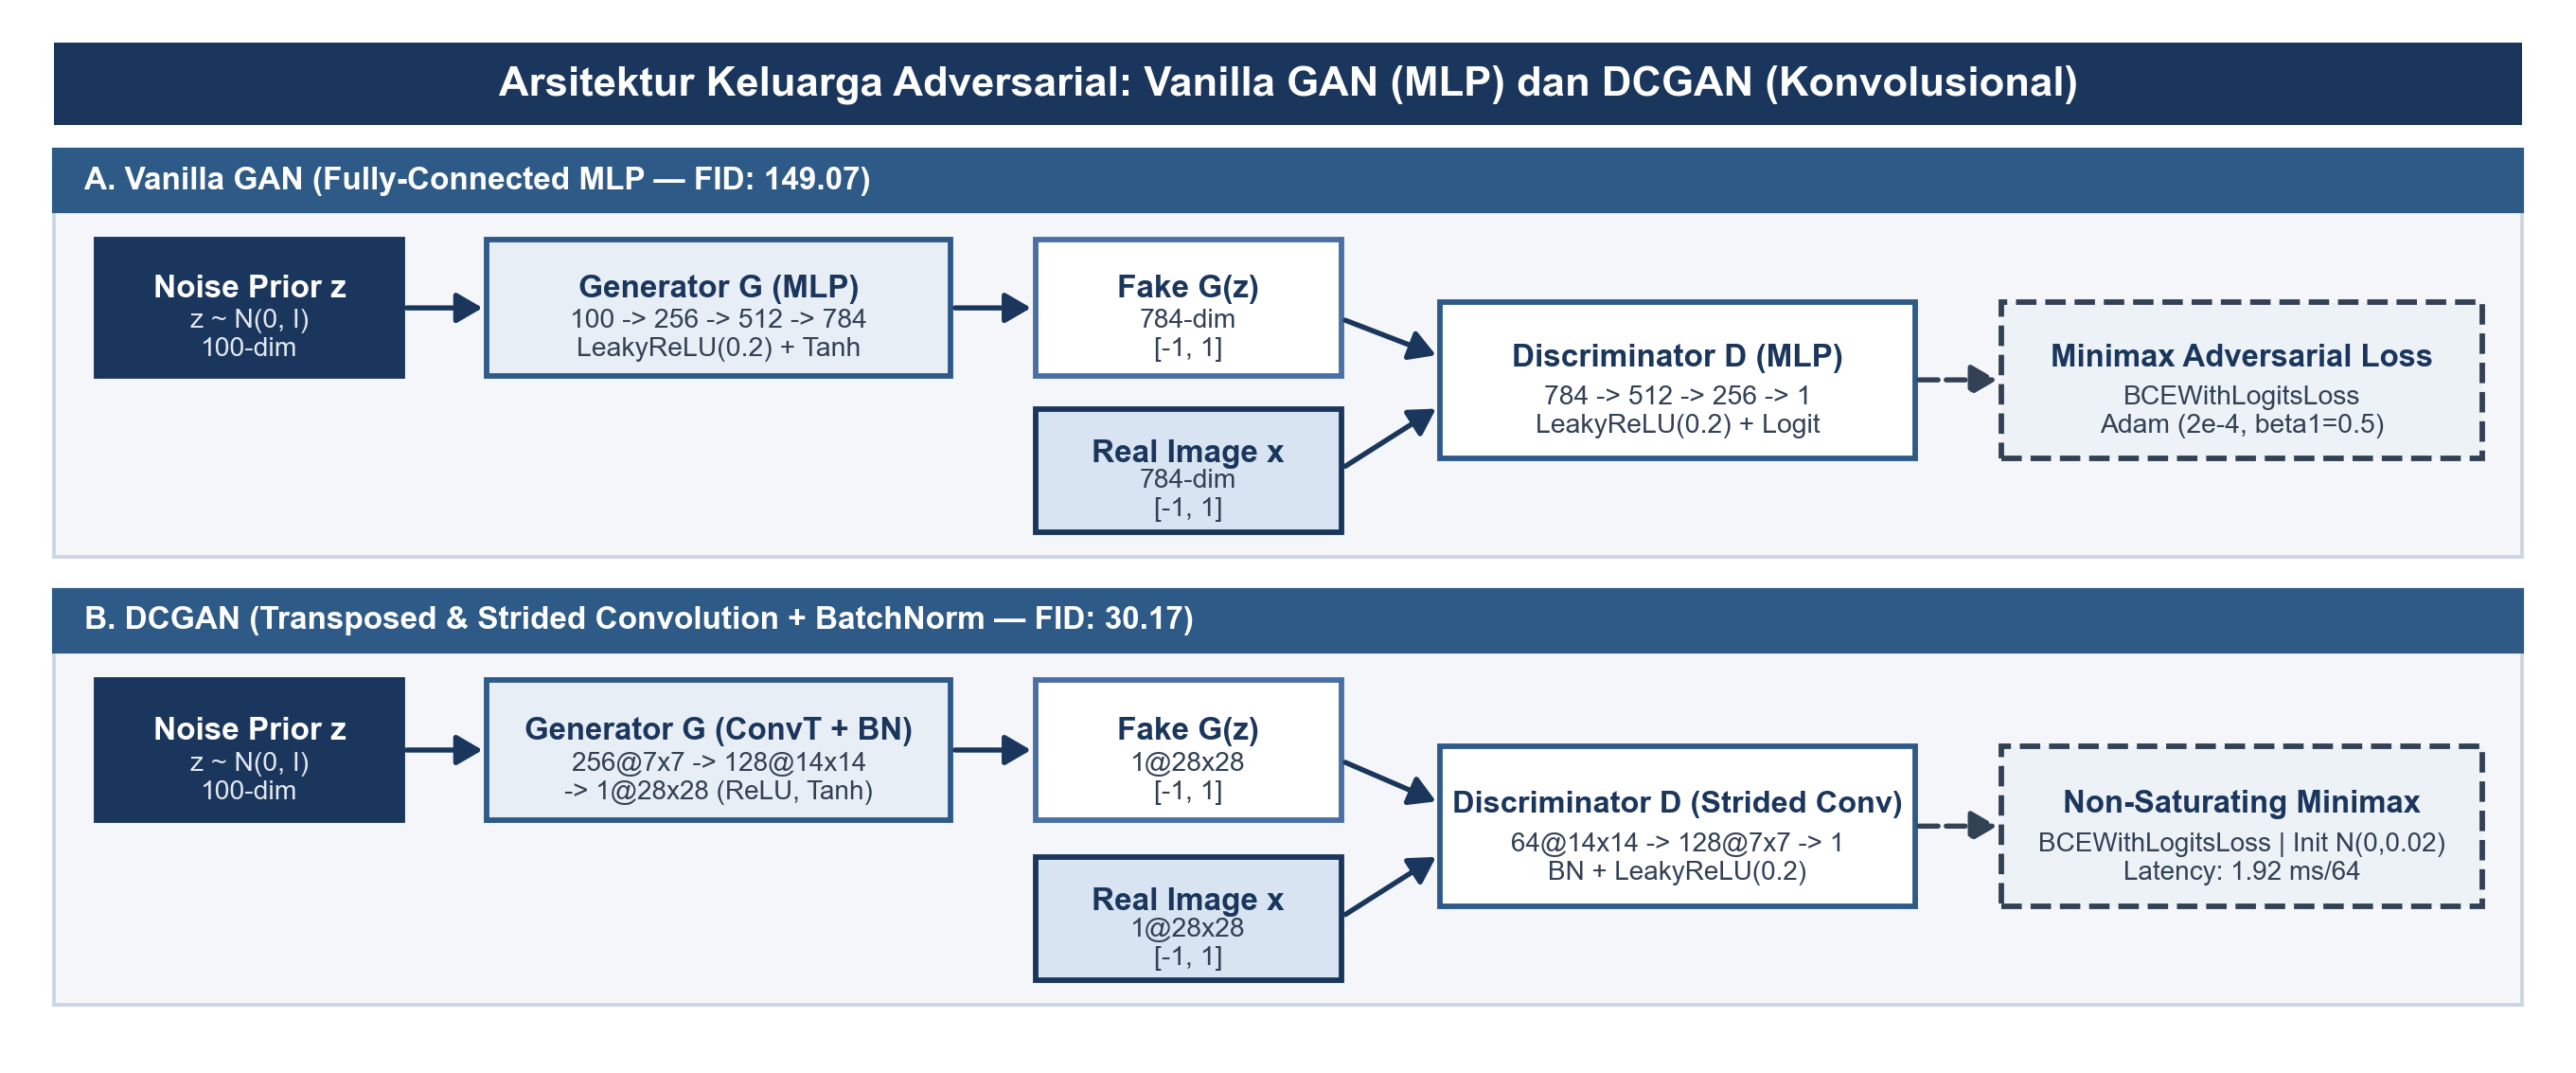 Arsitektur Keluarga Adversarial: Vanilla GAN (MLP) dan DCGAN (Konvolusional)
A. Vanilla GAN (Fully-Connected MLP — FID: 149.07)
Noise Prior z
z ~ N(0, I)
100-dim
Generator G (MLP)
100 -> 256 -> 512 -> 784
LeakyReLU(0.2) + Tanh
Fake G(z)
784-dim
[-1, 1]
Real Image x
784-dim
[-1, 1]
Discriminator D (MLP)
784 -> 512 -> 256 -> 1
LeakyReLU(0.2) + Logit
Minimax Adversarial Loss
BCEWithLogitsLoss
Adam (2e-4, beta1=0.5)
B. DCGAN (Transposed & Strided Convolution + BatchNorm — FID: 30.17)
Noise Prior z
z ~ N(0, I)
100-dim
Generator G (ConvT + BN)
256@7x7 -> 128@14x14
-> 1@28x28 (ReLU, Tanh)
Fake G(z)
1@28x28
[-1, 1]
Real Image x
1@28x28
[-1, 1]
Discriminator D (Strided Conv)
64@14x14 -> 128@7x7 -> 1
BN + LeakyReLU(0.2)
Non-Saturating Minimax
BCEWithLogitsLoss | Init N(0,0.02)
Latency: 1.92 ms/64